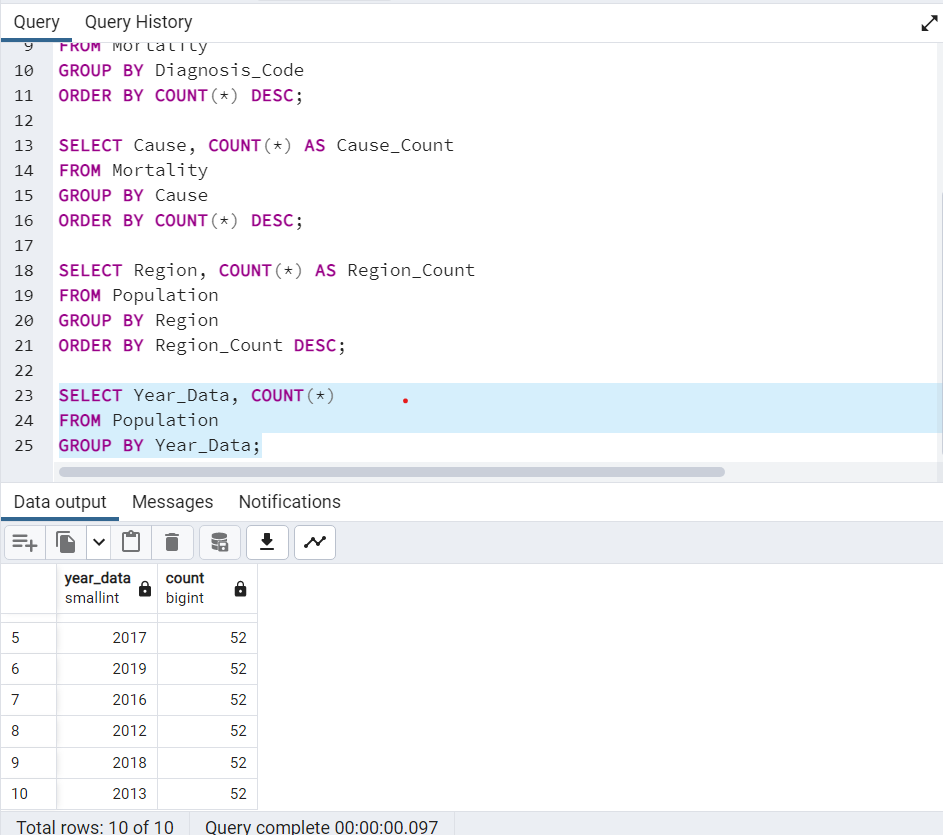 Query Query History
9 FROM Mortality
10 GROUP BY Diagnosis_Code
11 ORDER BY COUNT(*) DESC;
12
13 SELECT Cause, COUNT(*) AS Cause_Count
14 FROM Mortality
15 GROUP BY Cause
16 ORDER BY COUNT(*) DESC;
17
18 SELECT Region, COUNT(*) AS Region_Count
19 FROM Population
20 GROUP BY Region
21 ORDER BY Region_Count DESC;
22
23 SELECT Year_Data, COUNT(*)
24 FROM Population
25 GROUP BY Year_Data;
Data output Messages Notifications
year_data count
smallint bigint
5 2017 52
6 2019 52
7 2016 52
8 2012 52
9 2018 52
10 2013 52
Total rows: 10 of 10 Query complete 00:00:00.097